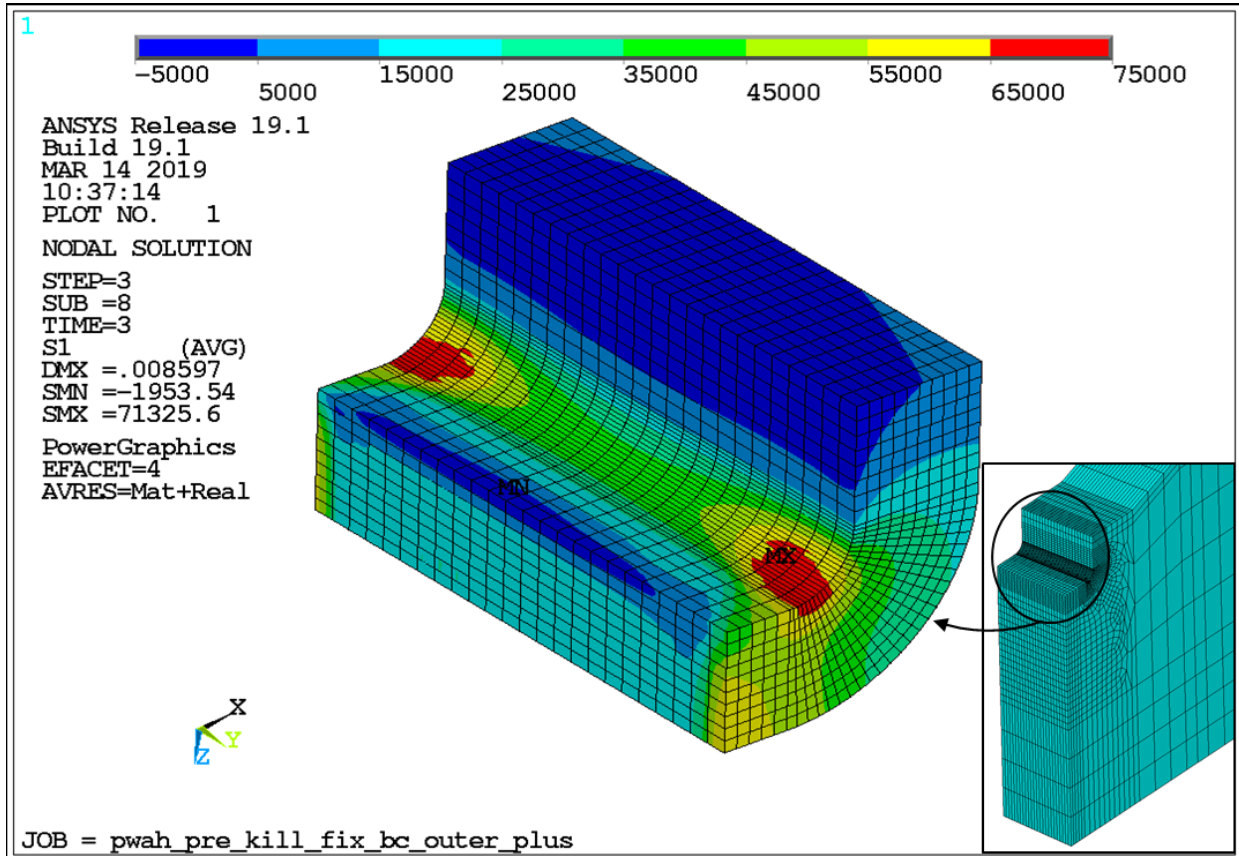 1
-5000 15000 35000 55000 75000
5000 25000 45000 65000
ANSYS Release 19.1
Build 19.1
MAR 14 2019
10:37:14
PLOT NO. 1
NODAL SOLUTION
STEP=3
SUB =8
TIME=3
S1 (AVG)
DMX =.008597
SMN =-1953.54
SMX =71325.6
PowerGraphics
EFACET=4
AVRES=Mat+Real
MN
MX
X
Y
Z
JOB = pwah_pre_kill_fix_bc_outer_plus